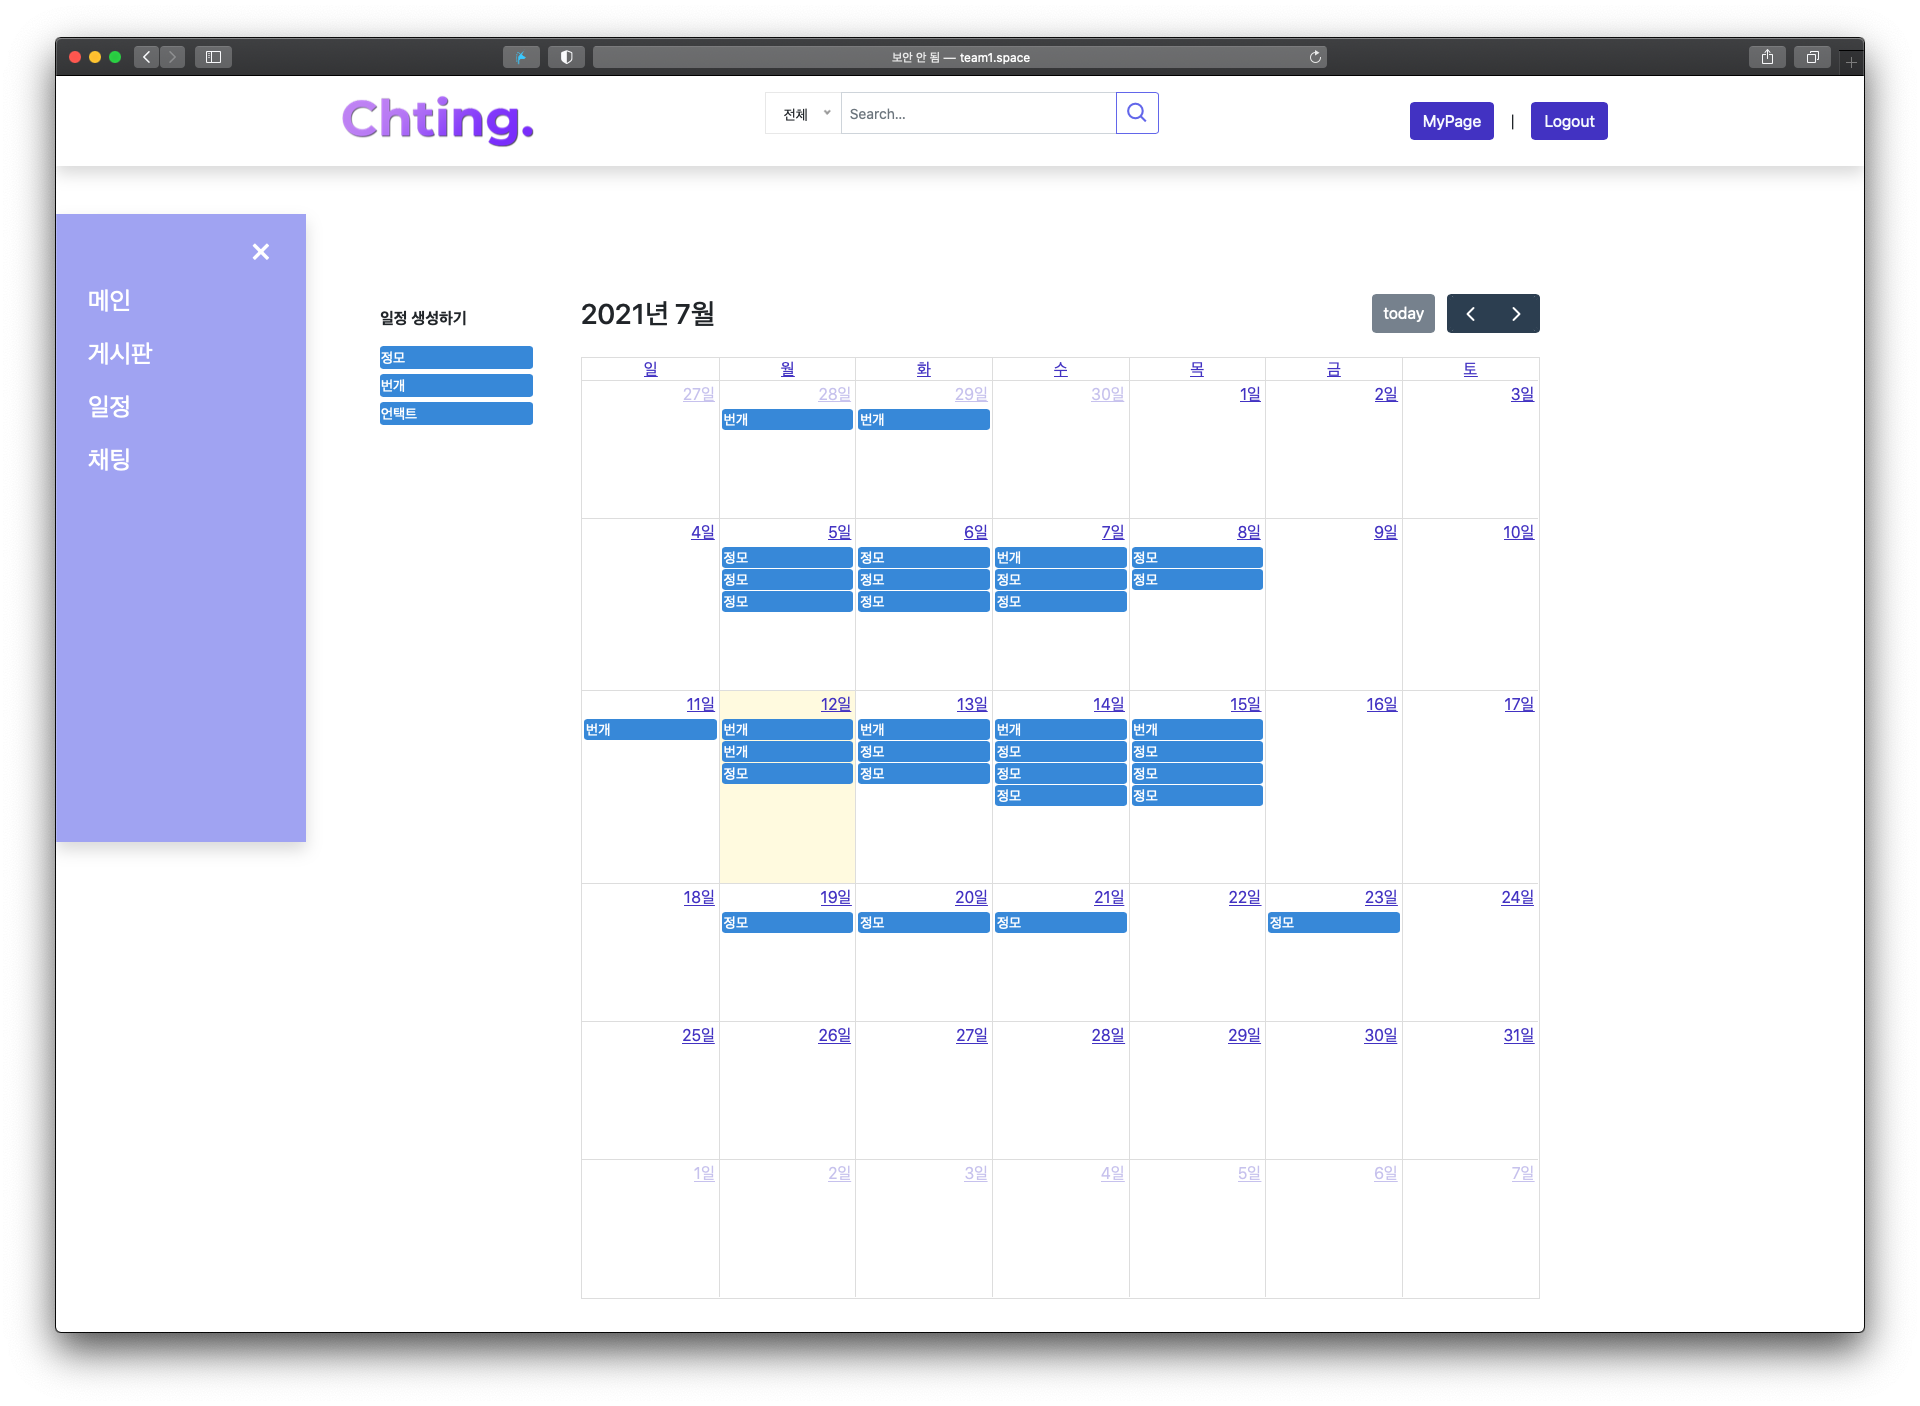 보안 안 됨 — team1.space
Chting.
전체 Search...
MyPage | Logout
메인
게시판
일정
채팅
일정 생성하기
정모
번개
언택트
2021년 7월
today
일 월 화 수 목 금 토
27일 28일 29일 30일 1일 2일 3일
번개 번개
4일 5일 6일 7일 8일 9일 10일
정모 정모 번개 정모
정모 정모 정모 정모
정모 정모 정모
11일 12일 13일 14일 15일 16일 17일
번개 번개 번개 번개 번개
번개 정모 정모 정모
정모 정모 정모 정모
정모 정모
18일 19일 20일 21일 22일 23일 24일
정모 정모 정모 정모
25일 26일 27일 28일 29일 30일 31일
1일 2일 3일 4일 5일 6일 7일